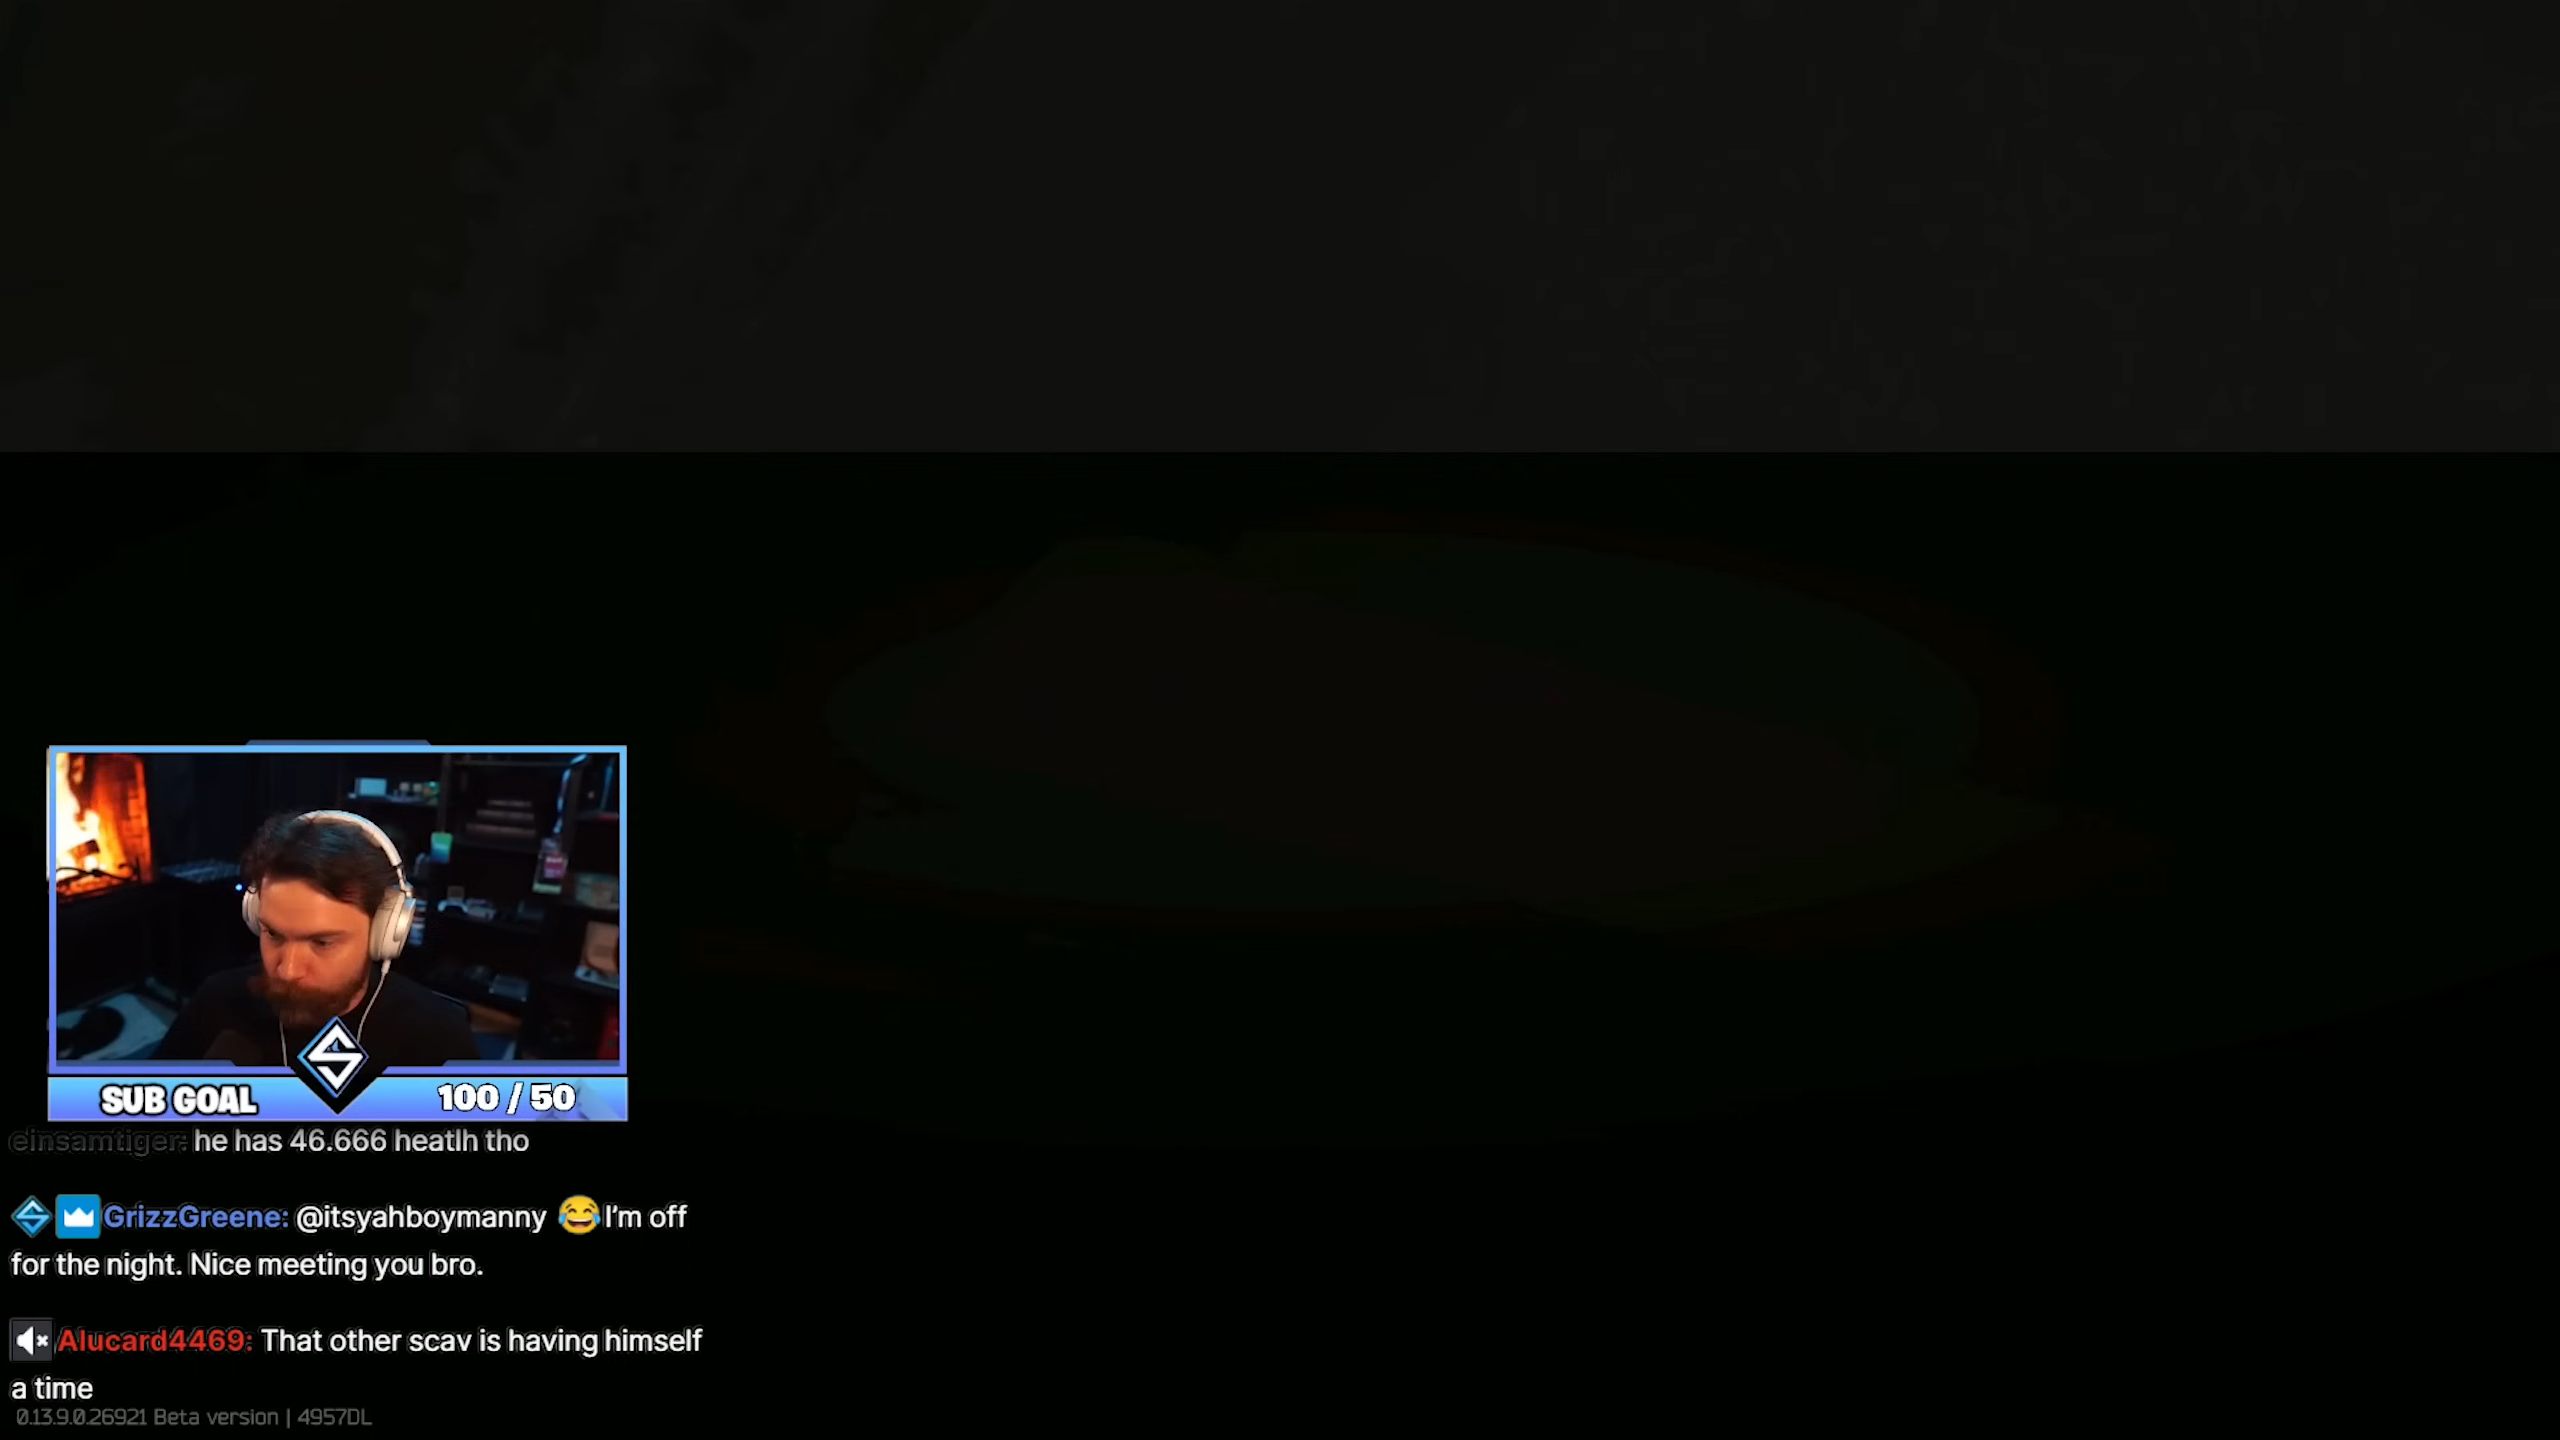 SUB GOAL 100 / 50
einsamtiger: he has 46.666 heatlh tho
GrizzGreene: @itsyahboymanny 😂I'm off
for the night. Nice meeting you bro.
Alucard4469: That other scav is having himself
a time
0.13.9.0.26921 Beta version | 4957DL